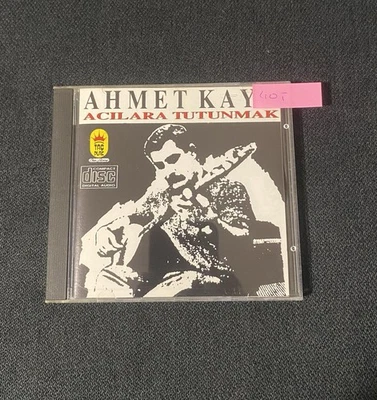 AHMET KAY
ACILARA TUTUNMAK
COMPACT
disc
DIGITAL AUDIO